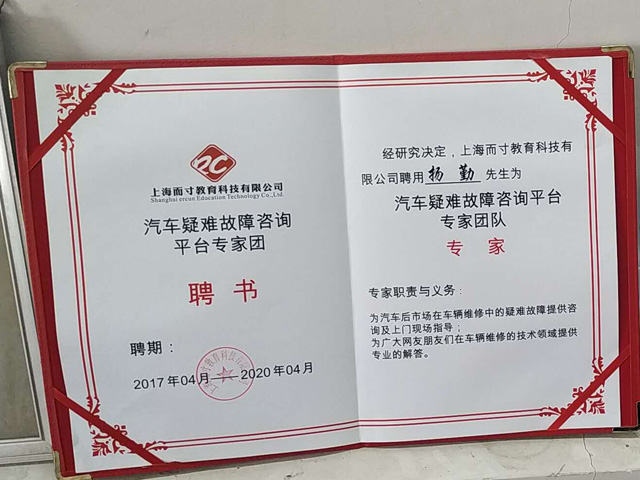 RC
上海而寸教育科技有限公司
Shanghai ercun Education Technology Co.,Ltd.
汽车疑难故障咨询
平台专家团
聘书
聘期：
2017年04月—2020年04月
经研究决定，上海而寸教育科技有
限公司聘用 杨勤 先生为
汽车疑难故障咨询平台
专家团队
专家
专家职责与义务：
为汽车后市场在车辆维修中的疑难故障提供咨
询及上门现场指导；
为广大网友朋友们在车辆维修的技术领域提供
专业的解答。